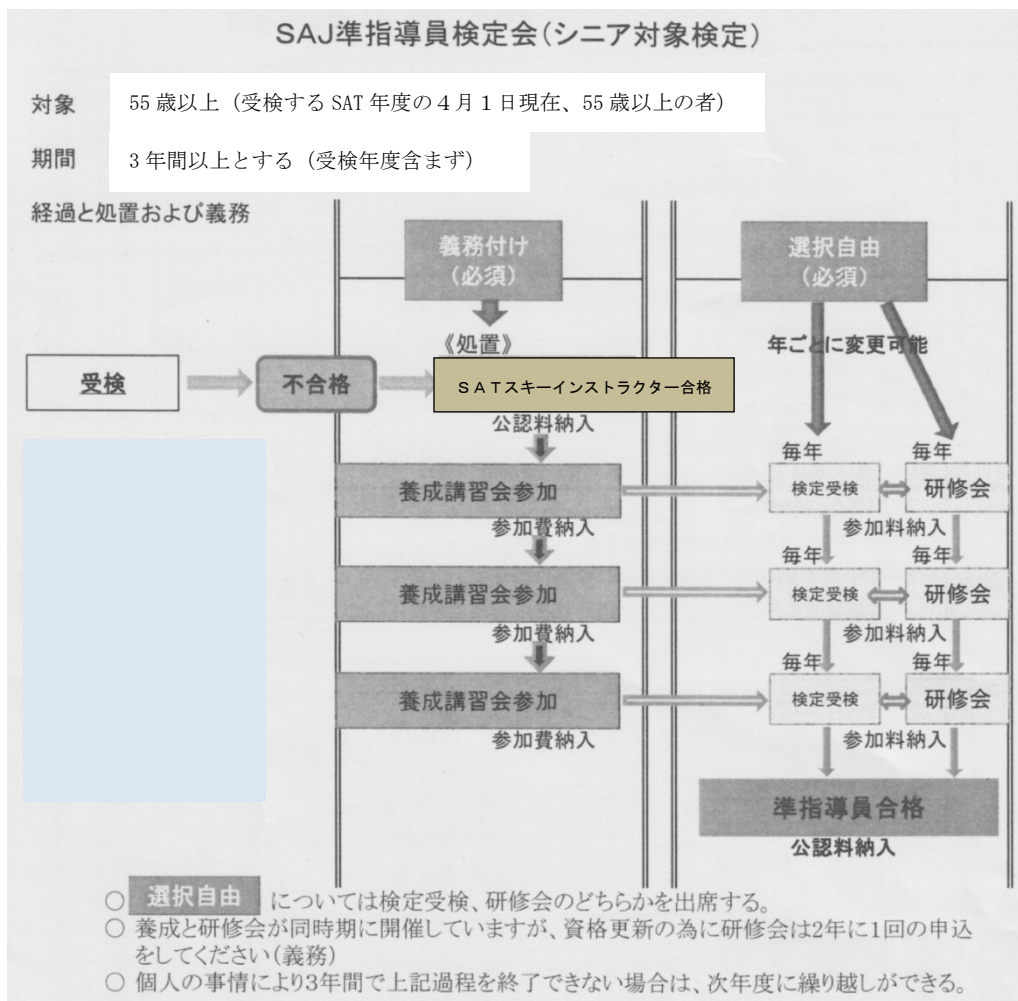 SAJ準指導員検定会(シニア対象検定)
対象
55歳以上（受検するSAT年度の４月１日現在、55歳以上の者）
期間
3年間以上とする（受検年度含まず）
経過と処置および義務
義務付け
(必須)
選択自由
(必須)
《処置》
年ごとに変更可能
受検
不合格
ＳＡＴスキーインストラクター合格
公認料納入
毎年
毎年
養成講習会参加
検定受検
研修会
参加費納入
参加料納入
毎年
毎年
養成講習会参加
検定受検
研修会
参加費納入
参加料納入
毎年
毎年
養成講習会参加
検定受検
研修会
参加費納入
参加料納入
準指導員合格
公認料納入
○ 選択自由 については検定受検、研修会のどちらかを出席する。
○ 養成と研修会が同時期に開催していますが、資格更新の為に研修会は2年に1回の申込
をしてください(義務)
○ 個人の事情により3年間で上記過程を終了できない場合は、次年度に繰り越しができる。